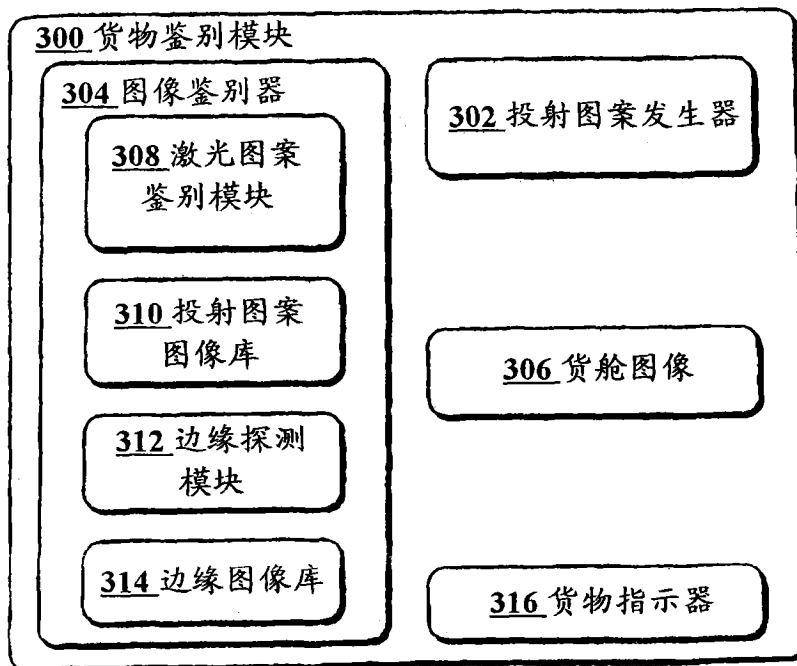 300 货物鉴别模块
304 图像鉴别器
308 激光图案
鉴别模块
310 投射图案
图像库
312 边缘探测
模块
314 边缘图像库
302 投射图案发生器
306 货舱图像
316 货物指示器